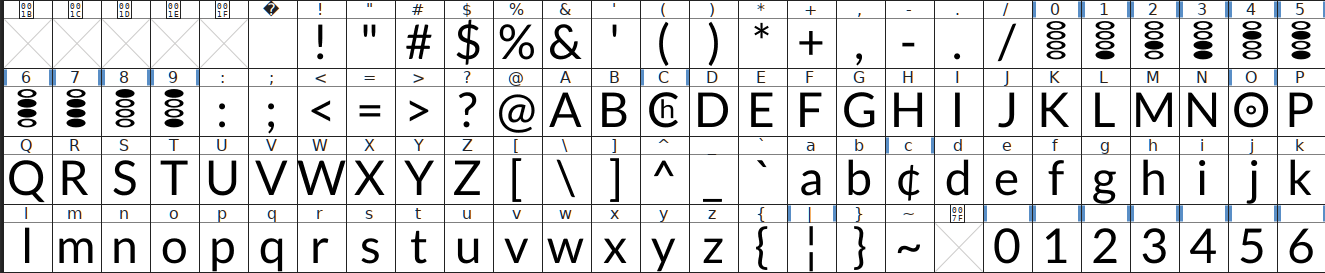 001B 001C 001D 001E 001F � ! " # $ % & ' ( ) * + , - . / 0 1 2 3 4 5
! " # $ % & ' ( ) * + , - . /
6 7 8 9 : ; < = > ? @ A B C D E F G H I J K L M N O P
: ; < = > ? @ A B Ch D E F G H I J K L M N ʘ P
Q R S T U V W X Y Z [ \ ] ^ _ ` a b c d e f g h i j k
Q R S T U V W X Y Z [ \ ] ^ _ ` a b ¢ d e f g h i j k
l m n o p q r s t u v w x y z { | } ~ 007F
l m n o p q r s t u v w x y z { ¦ } ~ 0 1 2 3 4 5 6